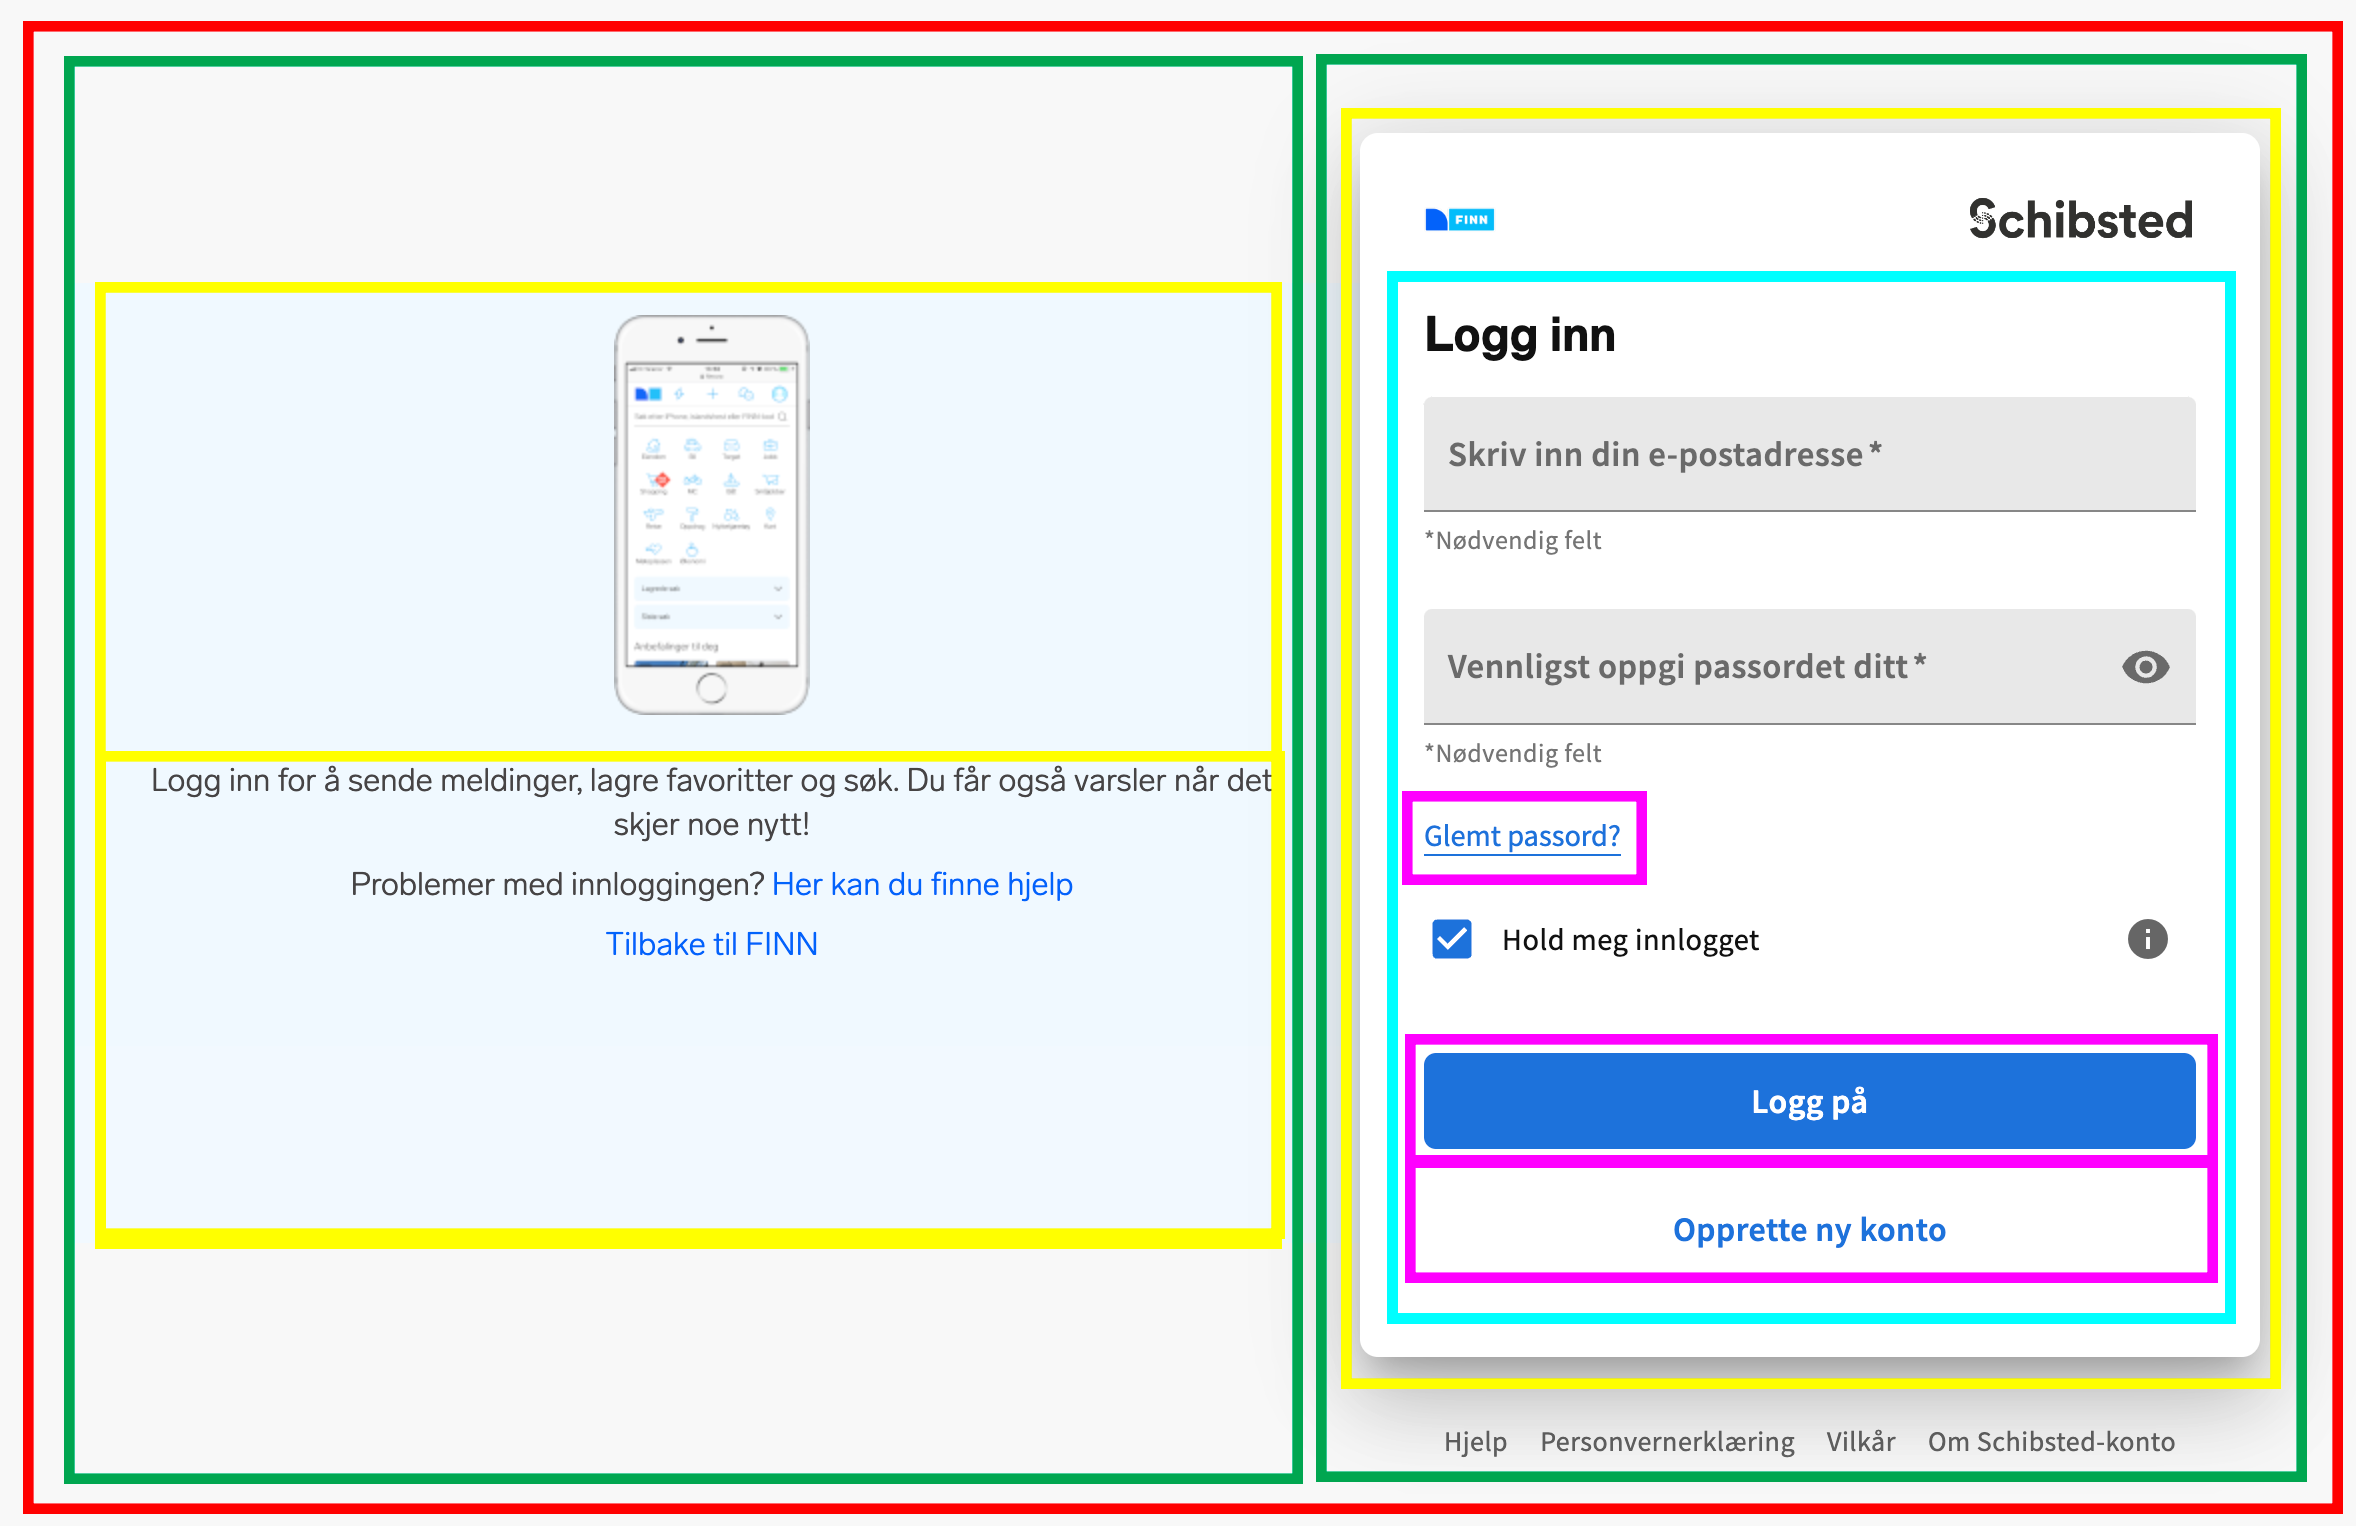 Logg inn for å sende meldinger, lagre favoritter og søk. Du får også varsler når det
skjer noe nytt!
Problemer med innloggingen? Her kan du finne hjelp
Tilbake til FINN
FINN
Schibsted
Logg inn
Skriv inn din e-postadresse*
*Nødvendig felt
Vennligst oppgi passordet ditt*
*Nødvendig felt
Glemt passord?
Hold meg innlogget
Logg på
Opprette ny konto
Hjelp Personvernerklæring Vilkår Om Schibsted-konto